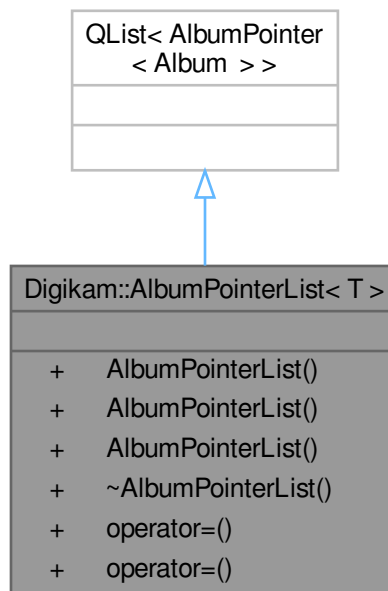 QList< AlbumPointer
< Album > >
Digikam::AlbumPointerList< T >
+ AlbumPointerList()
+ AlbumPointerList()
+ AlbumPointerList()
+ ~AlbumPointerList()
+ operator=()
+ operator=()